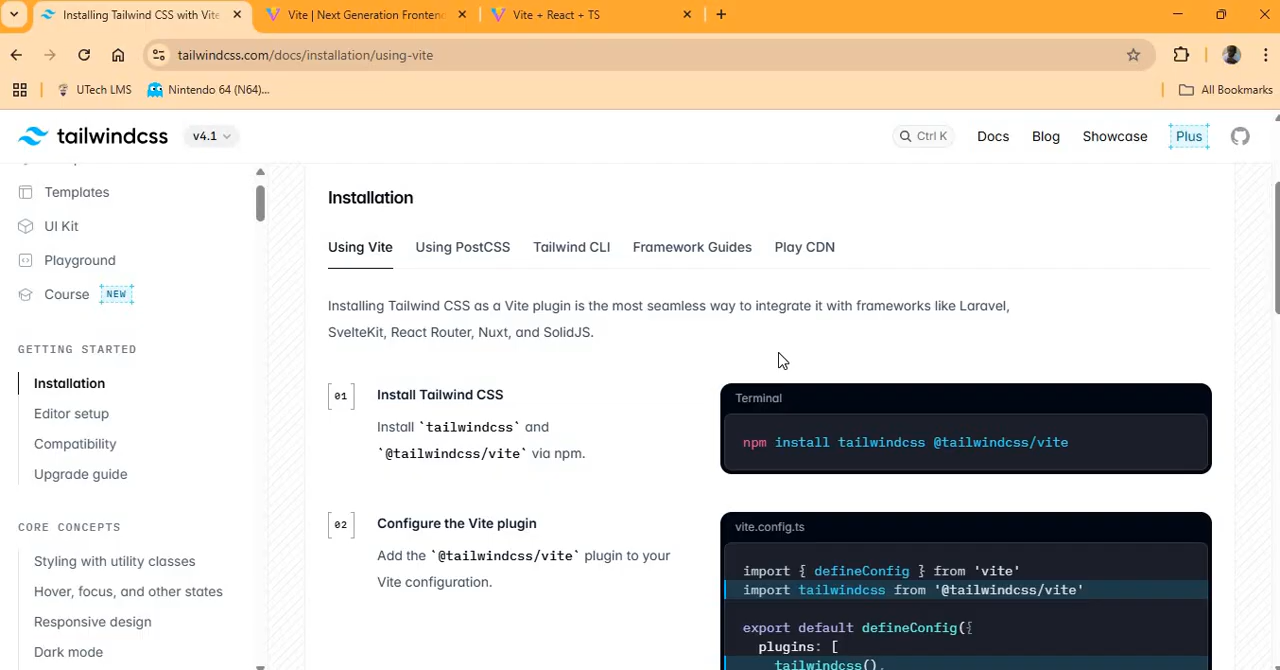 Installing Tailwind CSS with Vite
Vite | Next Generation Fronten
Vite + React + TS
tailwindcss.com/docs/installation/using-vite
UTech LMS
Nintendo 64 (N64)...
All Bookmarks
tailwindcss
v4.1
Ctrl K
Docs
Blog
Showcase
Plus
Templates
UI Kit
Playground
Course NEW
GETTING STARTED
Installation
Editor setup
Compatibility
Upgrade guide
CORE CONCEPTS
Styling with utility classes
Hover, focus, and other states
Responsive design
Dark mode
Installation
Using Vite
Using PostCSS
Tailwind CLI
Framework Guides
Play CDN
Installing Tailwind CSS as a Vite plugin is the most seamless way to integrate it with frameworks like Laravel,
SvelteKit, React Router, Nuxt, and SolidJS.
01
Install Tailwind CSS
Install `tailwindcss` and
`@tailwindcss/vite` via npm.
Terminal
npm install tailwindcss @tailwindcss/vite
02
Configure the Vite plugin
Add the `@tailwindcss/vite` plugin to your
Vite configuration.
vite.config.ts
import { defineConfig } from 'vite'
import tailwindcss from '@tailwindcss/vite'
export default defineConfig({
plugins: [
tailwindcss(),